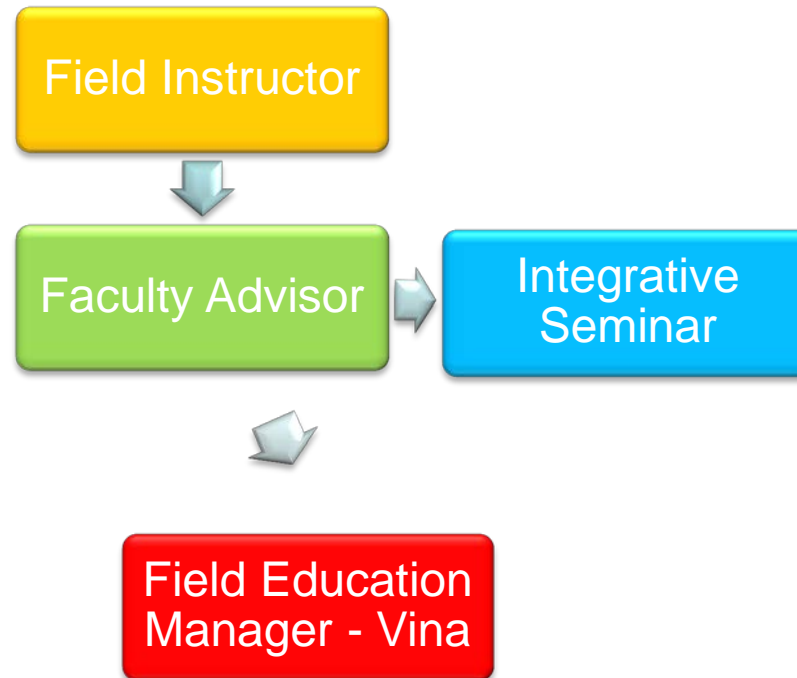 Field Instructor
Faculty Advisor
Integrative
Seminar
Field Education
Manager - Vina